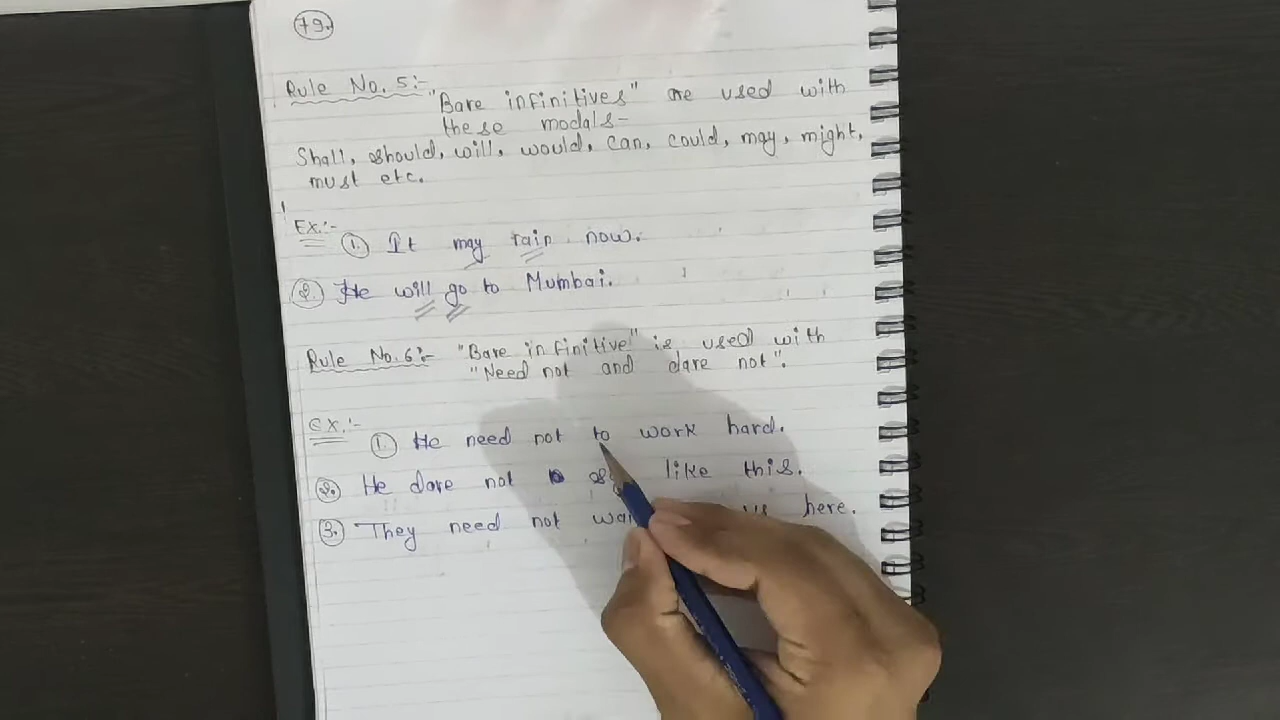 79.
Rule No. 5:-
"Bare infinitives" are used with
these modals-
Shall, should, will, would, can, could, may, might,
must etc.
Ex.:-
1. It may rain now.
2. He will go to Mumbai.
Rule No. 6:- "Bare infinitive" is used with
"Need not and dare not".
Ex.:-
1. He need not to work hard.
2. He dare not like this.
3. They need not us here.